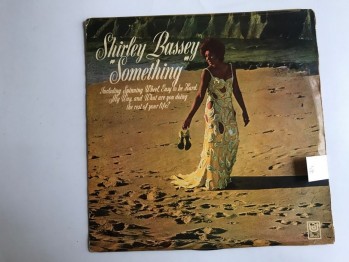 Shirley Bassey
"Something"
Including Spinning Wheel, Easy to be Hard
My Way, and What are you doing
the rest of your life?